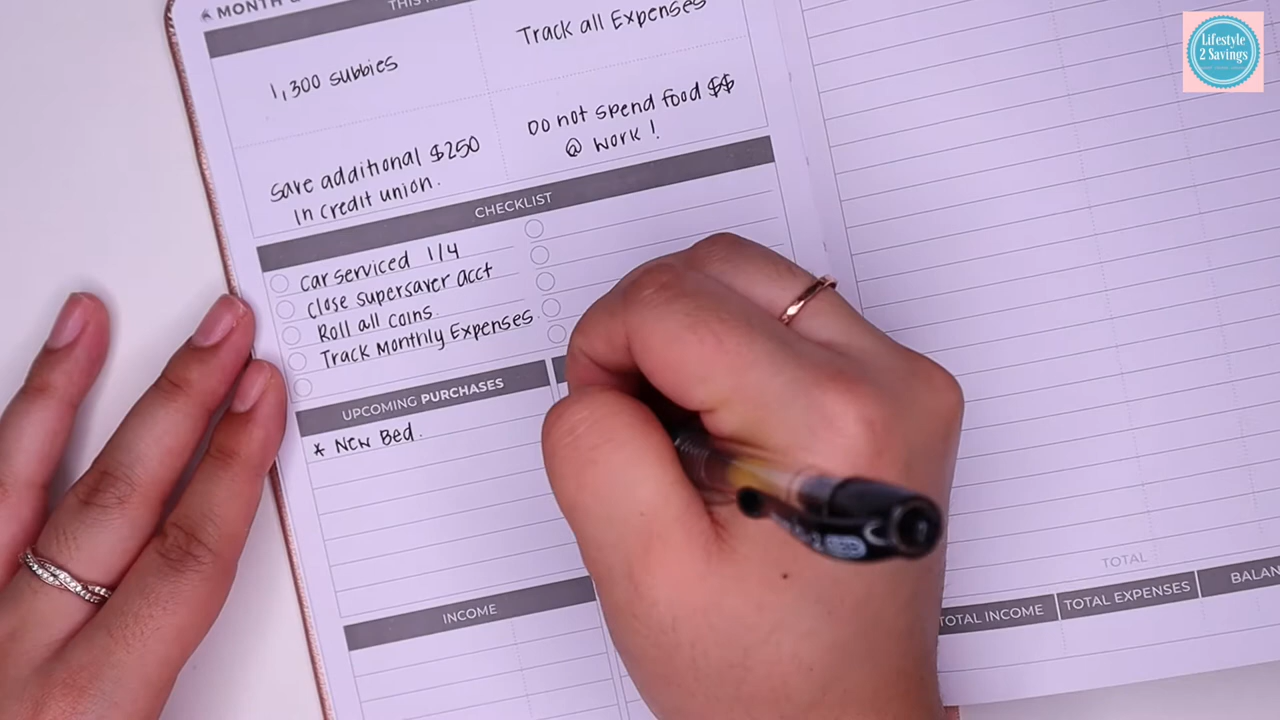 MONTH
THIS
1,300 subbies
Track all Expenses
Save additional $250
in credit union.
Do not spend food $$
@ work!
CHECKLIST
car serviced 1/4
close supersaver acct
Roll all coins.
Track Monthly Expenses
UPCOMING PURCHASES
* New Bed.
INCOME
TOTAL
TOTAL INCOME
TOTAL EXPENSES
BALAN
Lifestyle
2 Savings